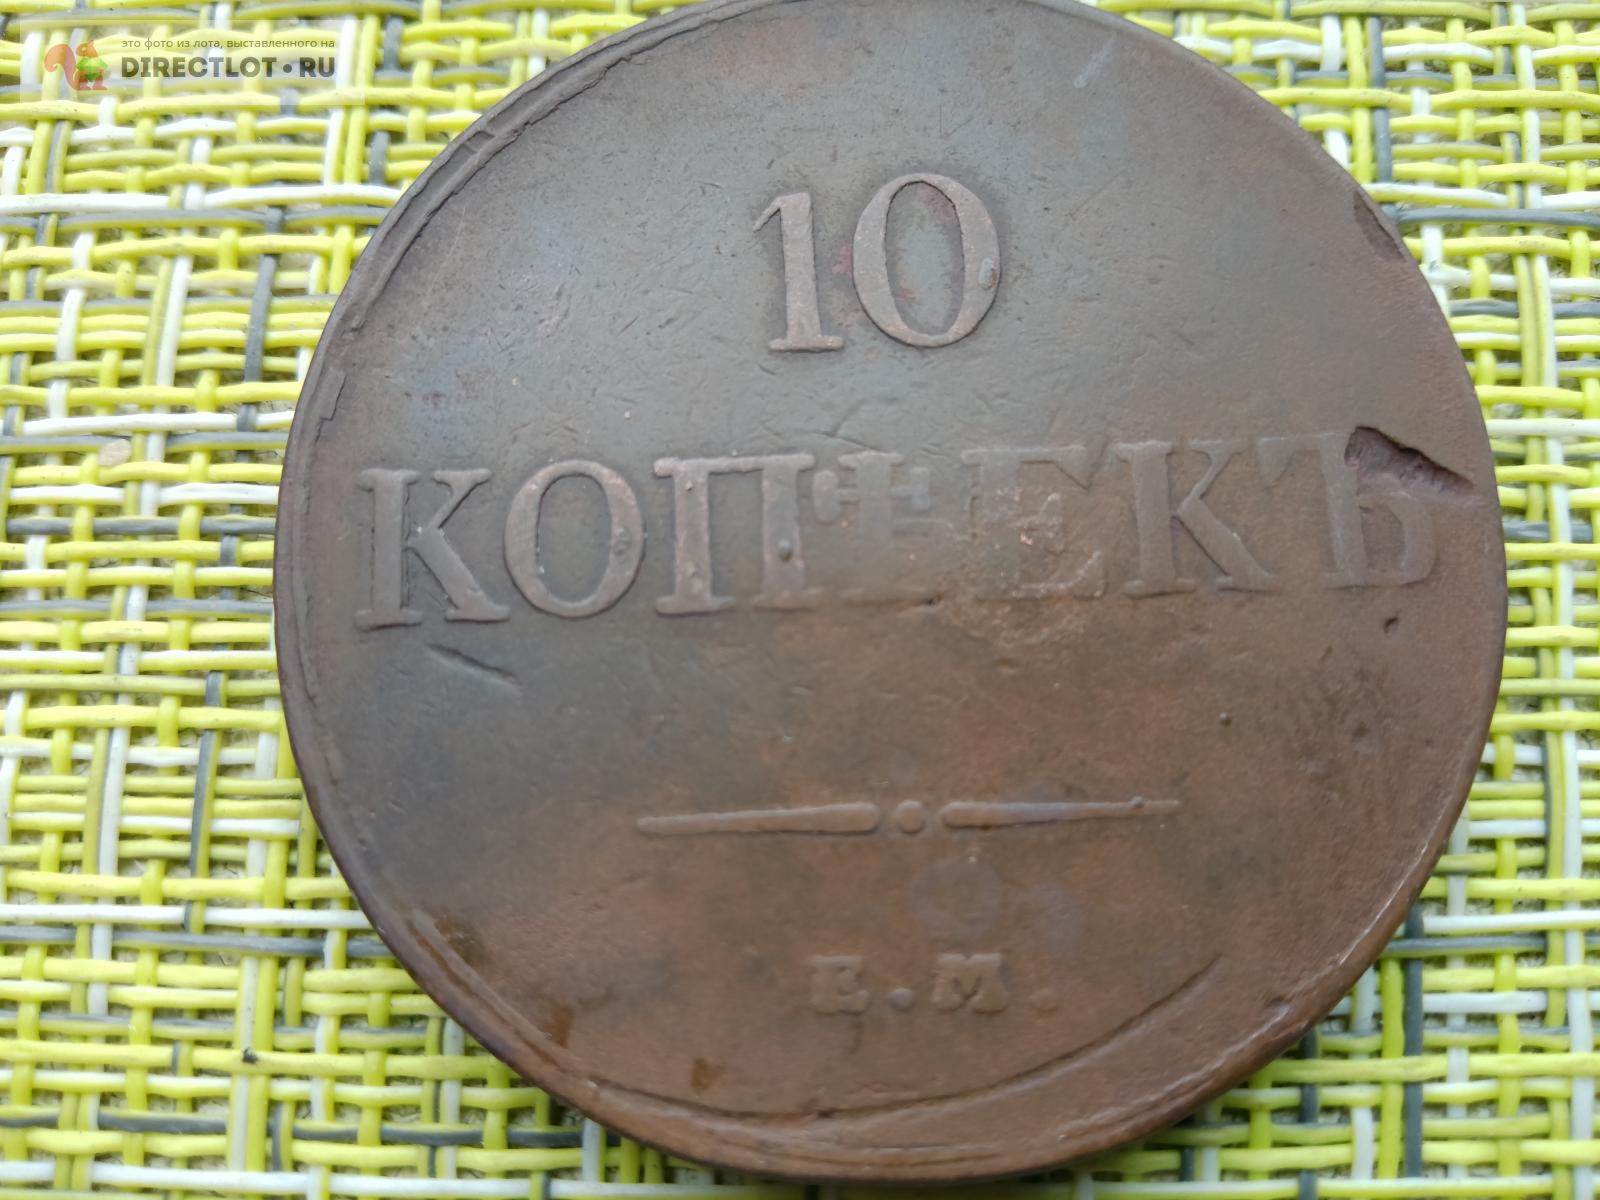 это фото из лота, выставленного на
DIRECTLOT•RU
10
КОПѢЕКЪ
Е.М.